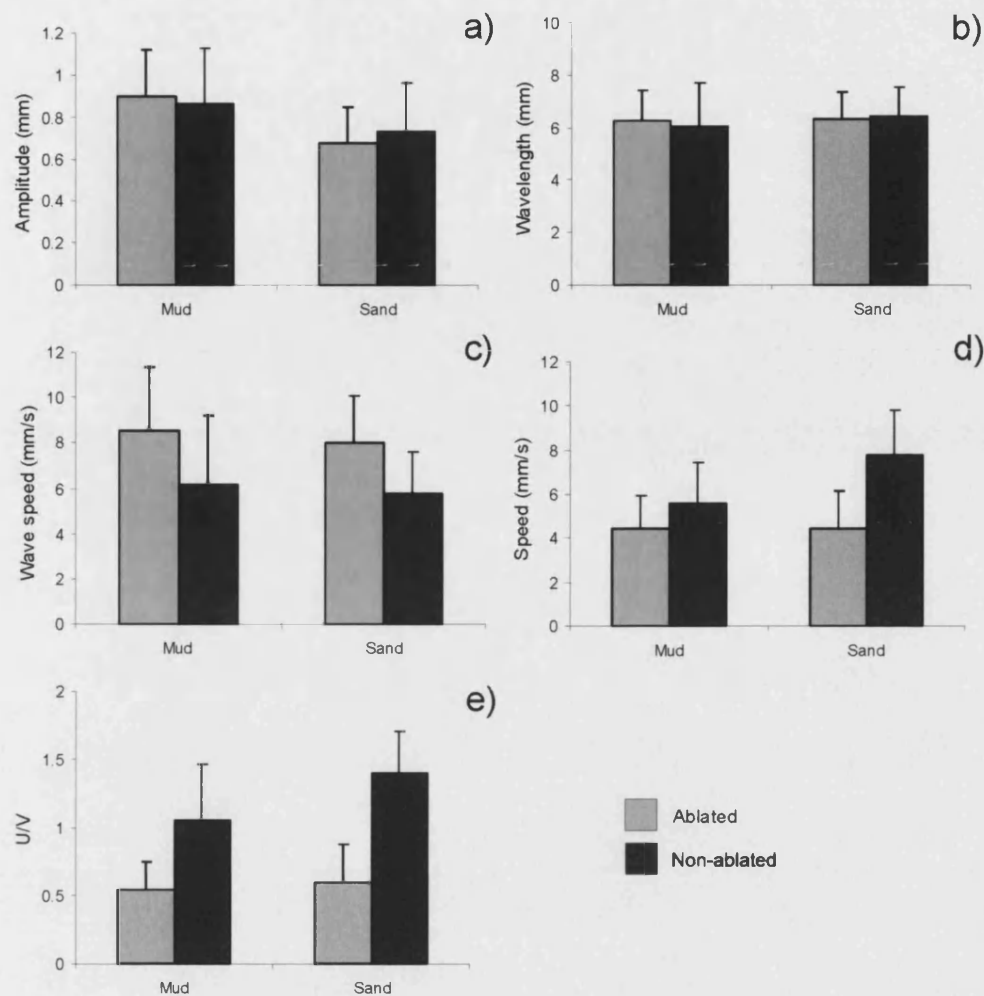 a)
Amplitude (mm)
1.2
1
0.8
0.6
0.4
0.2
0
Mud Sand
b)
Wavelength (mm)
10
8
6
4
2
0
Mud Sand
c)
Wave speed (mm/s)
12
10
8
6
4
2
0
Mud Sand
d)
Speed (mm/s)
12
10
8
6
4
2
0
Mud Sand
e)
U/V
2
1.5
1
0.5
0
Mud Sand
Ablated
Non-ablated